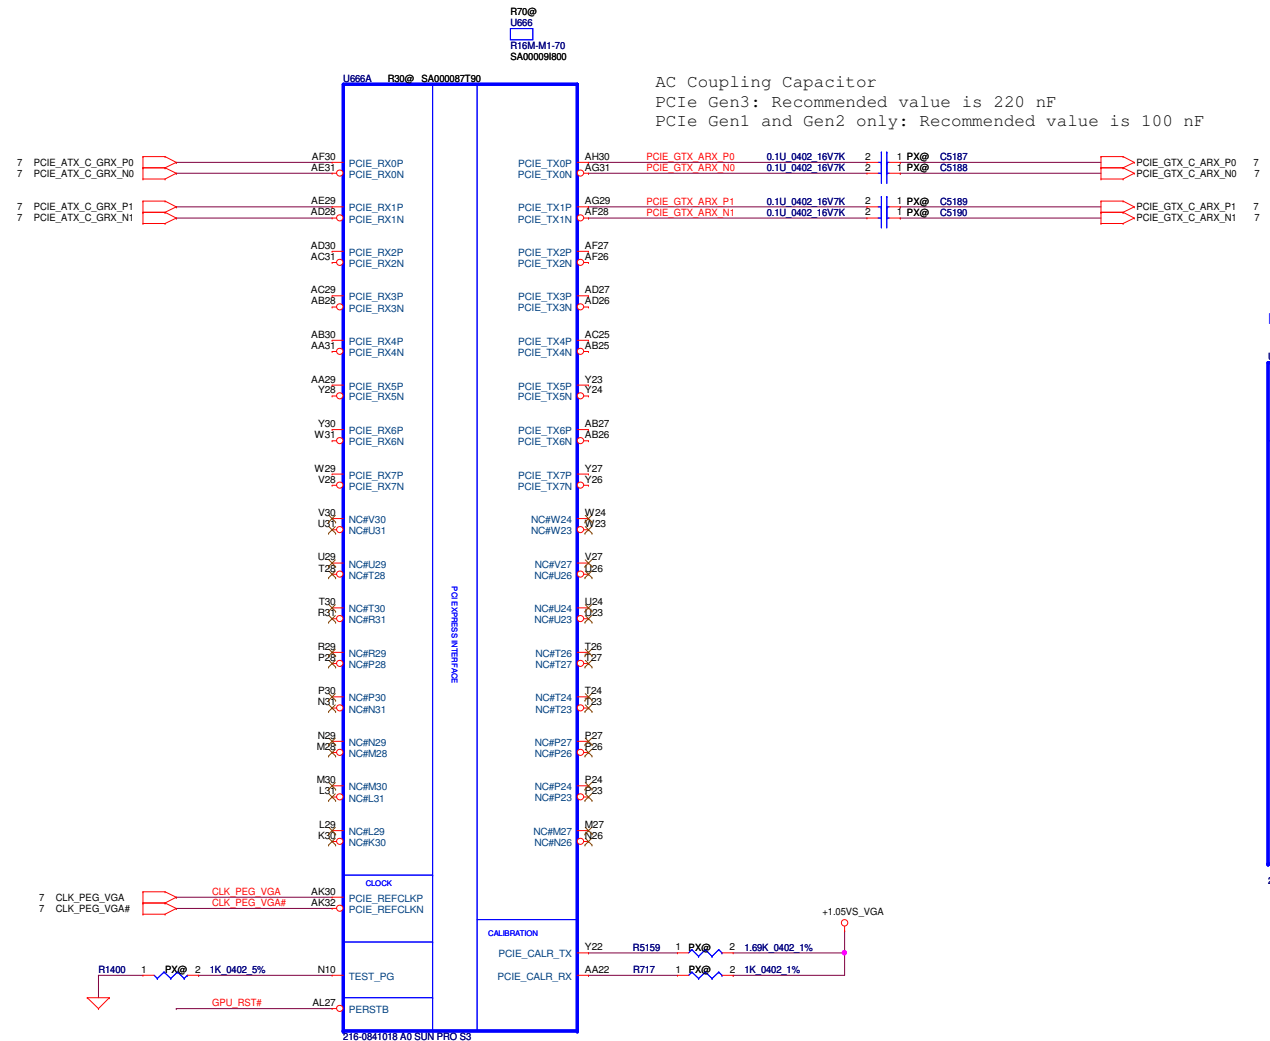 R70@
U666
R16M-M1-70
SA00009I800
U666A R30@ SA000087T90
AC Coupling Capacitor
PCIe Gen3: Recommended value is 220 nF
PCIe Gen1 and Gen2 only: Recommended value is 100 nF
7 PCIE_ATX_C_GRX_P0 AF30 PCIE_RX0P PCIE_TX0P AH30 PCIE_GTX_ARX_P0 0.1U_0402_16V7K 2 1 PX@ C5187 PCIE_GTX_C_ARX_P0 7
7 PCIE_ATX_C_GRX_N0 AE31 PCIE_RX0N PCIE_TX0N AG31 PCIE_GTX_ARX_N0 0.1U_0402_16V7K 2 1 PX@ C5188 PCIE_GTX_C_ARX_N0 7
7 PCIE_ATX_C_GRX_P1 AE29 PCIE_RX1P PCIE_TX1P AG29 PCIE_GTX_ARX_P1 0.1U_0402_16V7K 2 1 PX@ C5189 PCIE_GTX_C_ARX_P1 7
7 PCIE_ATX_C_GRX_N1 AD28 PCIE_RX1N PCIE_TX1N AF28 PCIE_GTX_ARX_N1 0.1U_0402_16V7K 2 1 PX@ C5190 PCIE_GTX_C_ARX_N1 7
AD30 PCIE_RX2P PCIE_TX2P AF27
AC31 PCIE_RX2N PCIE_TX2N AF26
AC29 PCIE_RX3P PCIE_TX3P AD27
AB28 PCIE_RX3N PCIE_TX3N AD26
AB30 PCIE_RX4P PCIE_TX4P AC25
AA31 PCIE_RX4N PCIE_TX4N AB25
AA29 PCIE_RX5P PCIE_TX5P Y23
Y28 PCIE_RX5N PCIE_TX5N Y24
Y30 PCIE_RX6P PCIE_TX6P AB27
W31 PCIE_RX6N PCIE_TX6N AB26
W29 PCIE_RX7P PCIE_TX7P Y27
V28 PCIE_RX7N PCIE_TX7N Y26
V30 NC#V30 NC#W24 W24
U31 NC#U31 NC#W23 W23
U29 NC#U29 NC#V27 V27
T28 NC#T28 NC#U26 U26
T30 NC#T30 NC#U24 U24
R31 NC#R31 NC#U23 U23
R29 NC#R29 NC#T26 T26
P28 NC#P28 NC#T27 T27
P30 NC#P30 NC#T24 T24
N31 NC#N31 NC#T23 T23
N29 NC#N29 NC#P27 P27
M28 NC#M28 NC#P26 P26
M30 NC#M30 NC#P24 P24
L31 NC#L31 NC#P23 P23
L29 NC#L29 NC#M27 M27
K30 NC#K30 NC#N26 N26
PCI EXPRESS INTERFACE
CLOCK
7 CLK_PEG_VGA CLK_PEG_VGA AK30 PCIE_REFCLKP
7 CLK_PEG_VGA# CLK_PEG_VGA# AK32 PCIE_REFCLKN
+1.05VS_VGA
CALIBRATION
PCIE_CALR_TX Y22 R5159 1 PX@ 2 1.69K_0402_1%
R1400 1 PX@ 2 1K_0402_5% N10 TEST_PG PCIE_CALR_RX AA22 R717 1 PX@ 2 1K_0402_1%
GPU_RST# AL27 PERSTB
216-0841018 A0 SUN PRO S3